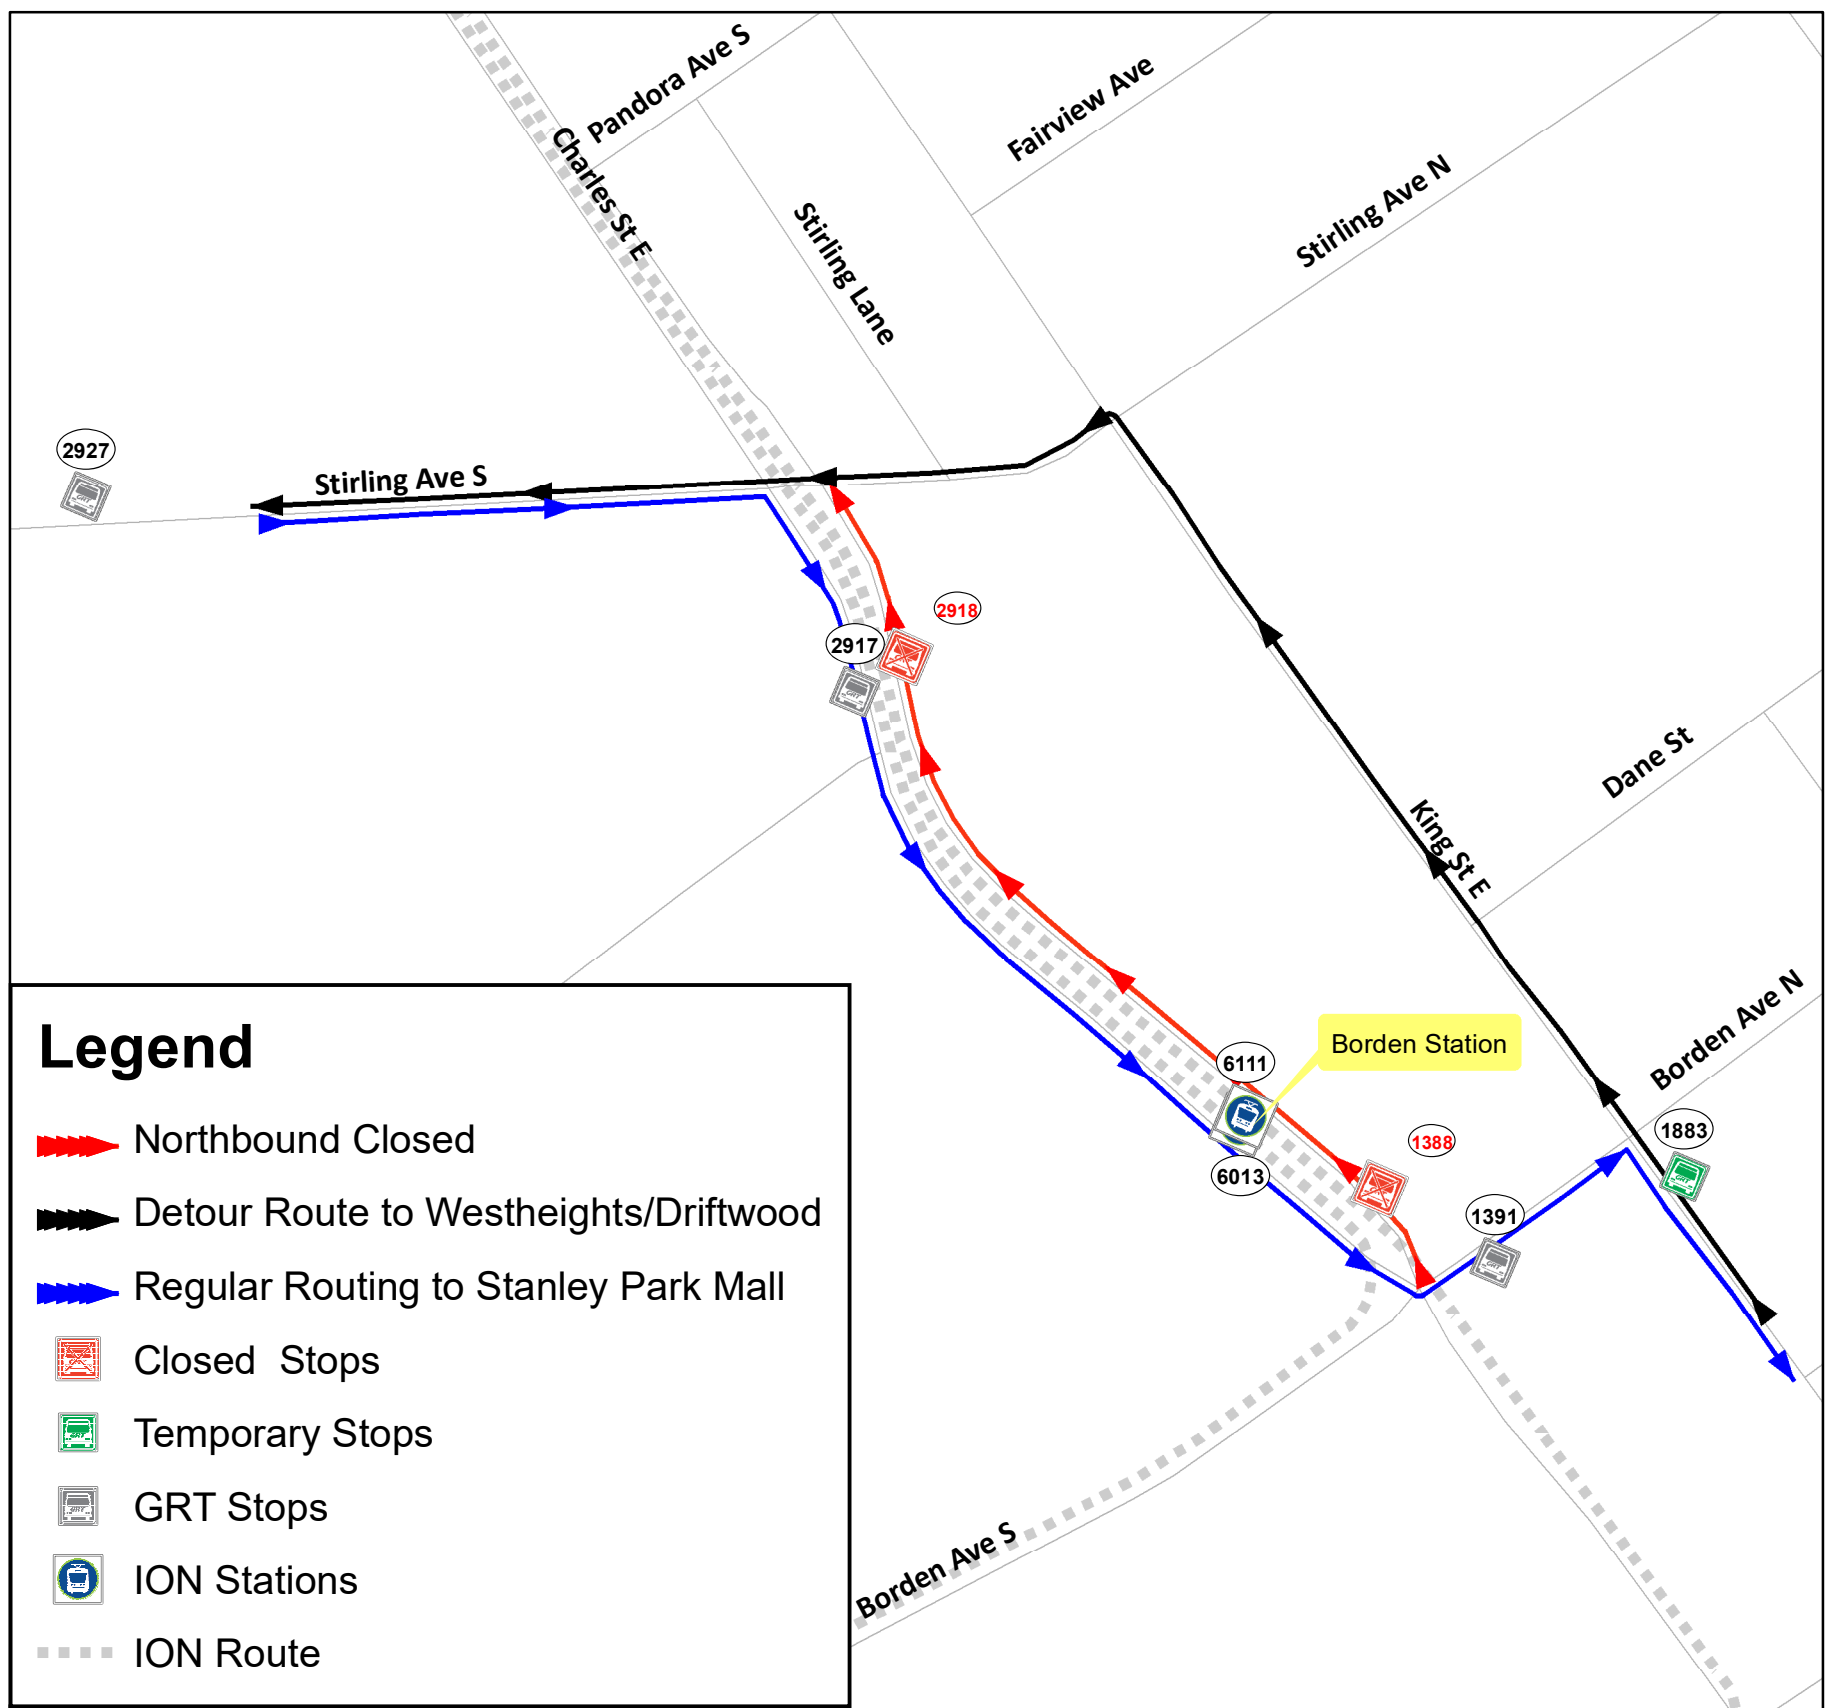 Pandora Ave S
Fairview Ave
Charles St E
Stirling Ave N
Stirling Lane
2927
Stirling Ave S
2918
2917
Dane St
King St E
Borden Ave N
Borden Station
6111
1883
1388
6013
1391
Borden Ave S
Legend
Northbound Closed
Detour Route to Westheights/Driftwood
Regular Routing to Stanley Park Mall
Closed  Stops
Temporary Stops
GRT Stops
ION Stations
ION Route